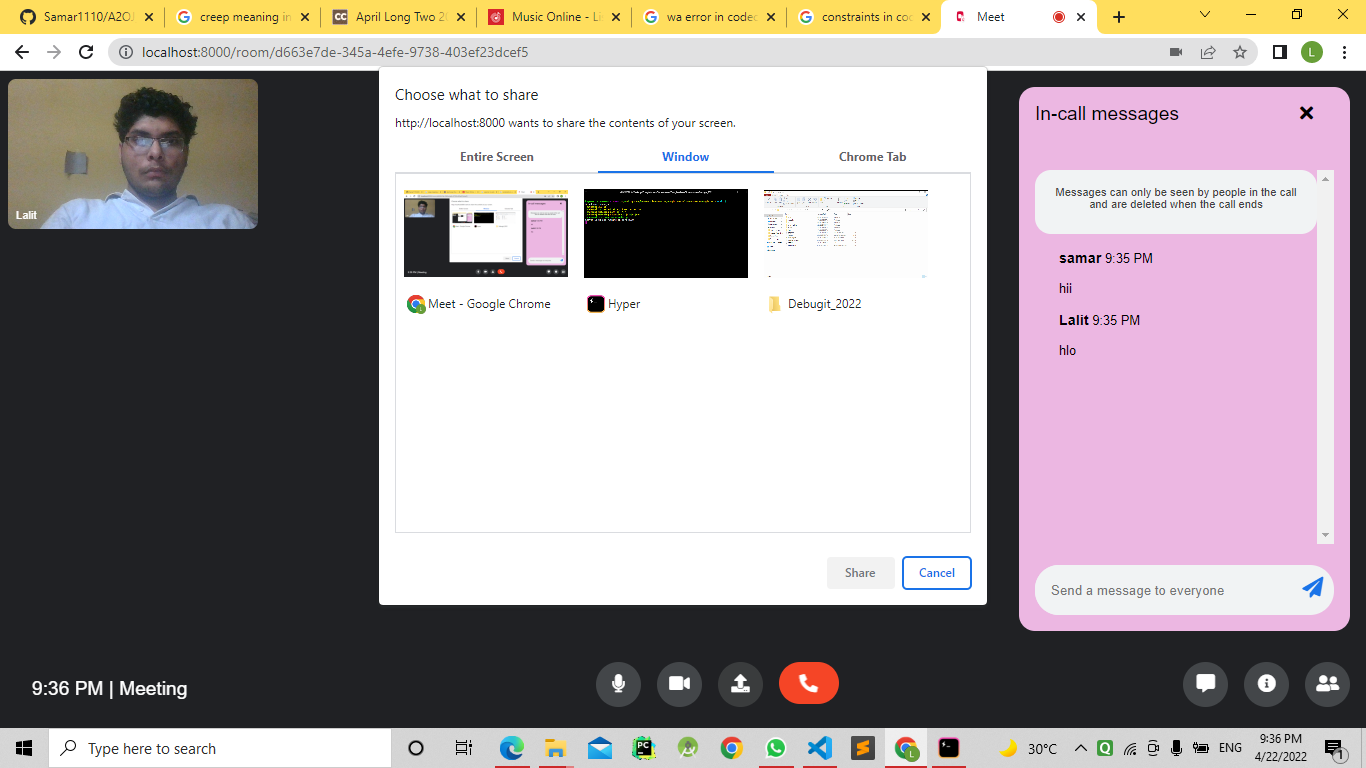 Samar1110/A2OJ
creep meaning in
April Long Two 20
Music Online - Li
wa error in codec
constraints in coc
Meet
localhost:8000/room/d663e7de-345a-4efe-9738-403ef23dcef5
L
Lalit
Choose what to share
http://localhost:8000 wants to share the contents of your screen.
Entire Screen
Window
Chrome Tab
Meet - Google Chrome
Hyper
Debugit_2022
Share
Cancel
In-call messages
Messages can only be seen by people in the call
and are deleted when the call ends
samar 9:35 PM
hii
Lalit 9:35 PM
hlo
Send a message to everyone
9:36 PM | Meeting
Type here to search
30°C
ENG
9:36 PM
4/22/2022
1